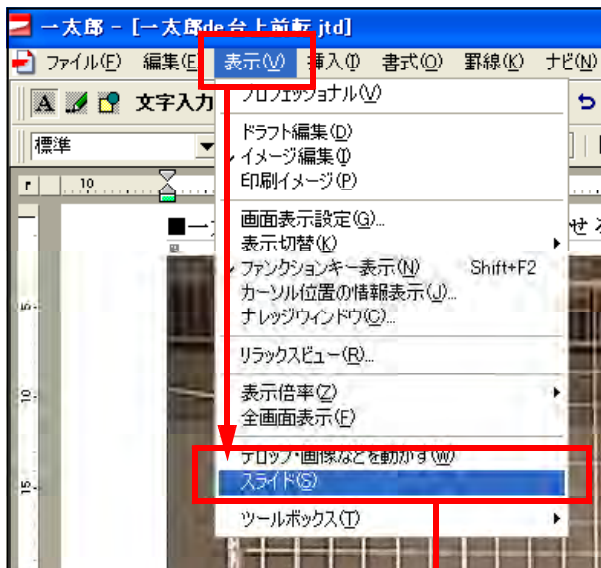 一太郎 - [一太郎de台上前転.jtd]
ファイル(F) 編集(E 表示(V) 挿入(I) 書式(O) 罫線(K) ナビ(N)
A 文字入力
標準
10
プロフェッショナル(V)
ドラフト編集(D)
イメージ編集(I)
印刷イメージ(P)
画面表示設定(G)...
表示切替(K)
ファンクションキー表示(N) Shift+F2
カーソル位置の情報表示(J)...
ナレッジウィンドウ(C)...
リラックスビュー(R)...
表示倍率(Z)
全画面表示(F)
テロップ・画像などを動かす(W)
スライド(S)
ツールボックス(T)
■一
せ
5
10
15